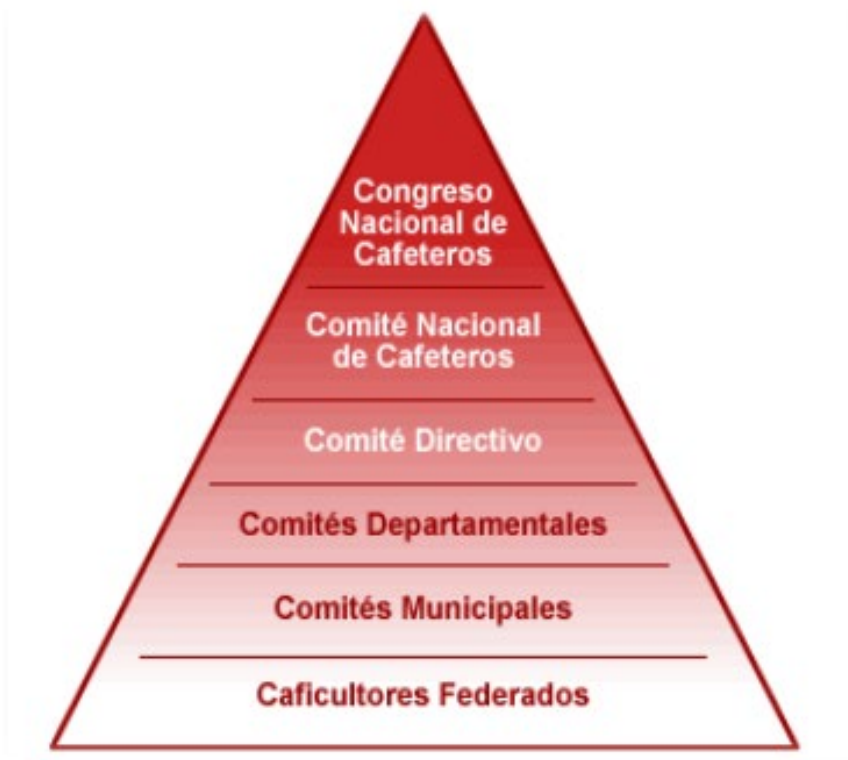 Congreso
Nacional de
Cafeteros
Comité Nacional
de Cafeteros
Comité Directivo
Comités Departamentales
Comités Municipales
Caficultores Federados